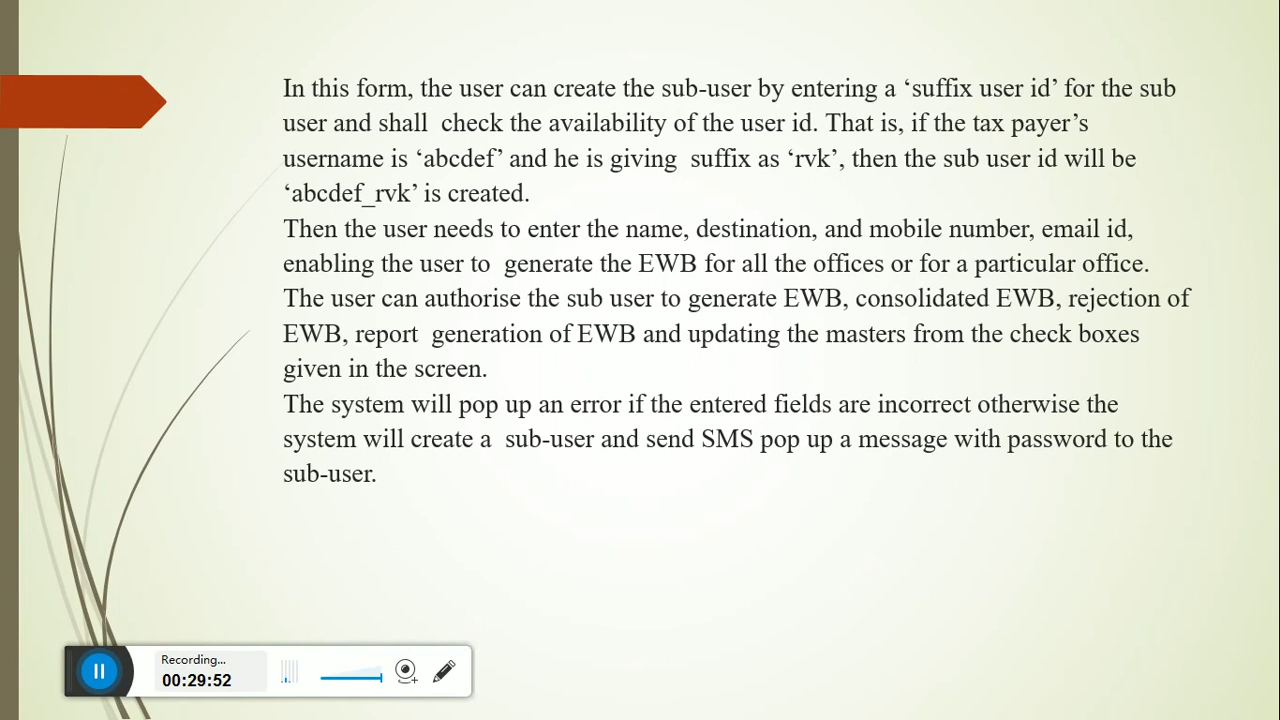 In this form, the user can create the sub-user by entering a ‘suffix user id’ for the sub
user and shall  check the availability of the user id. That is, if the tax payer’s
username is ‘abcdef’ and he is giving  suffix as ‘rvk’, then the sub user id will be
‘abcdef_rvk’ is created.
Then the user needs to enter the name, destination, and mobile number, email id,
enabling the user to  generate the EWB for all the offices or for a particular office.
The user can authorise the sub user to generate EWB, consolidated EWB, rejection of
EWB, report  generation of EWB and updating the masters from the check boxes
given in the screen.
The system will pop up an error if the entered fields are incorrect otherwise the
system will create a  sub-user and send SMS pop up a message with password to the
sub-user.
Recording...
00:29:52